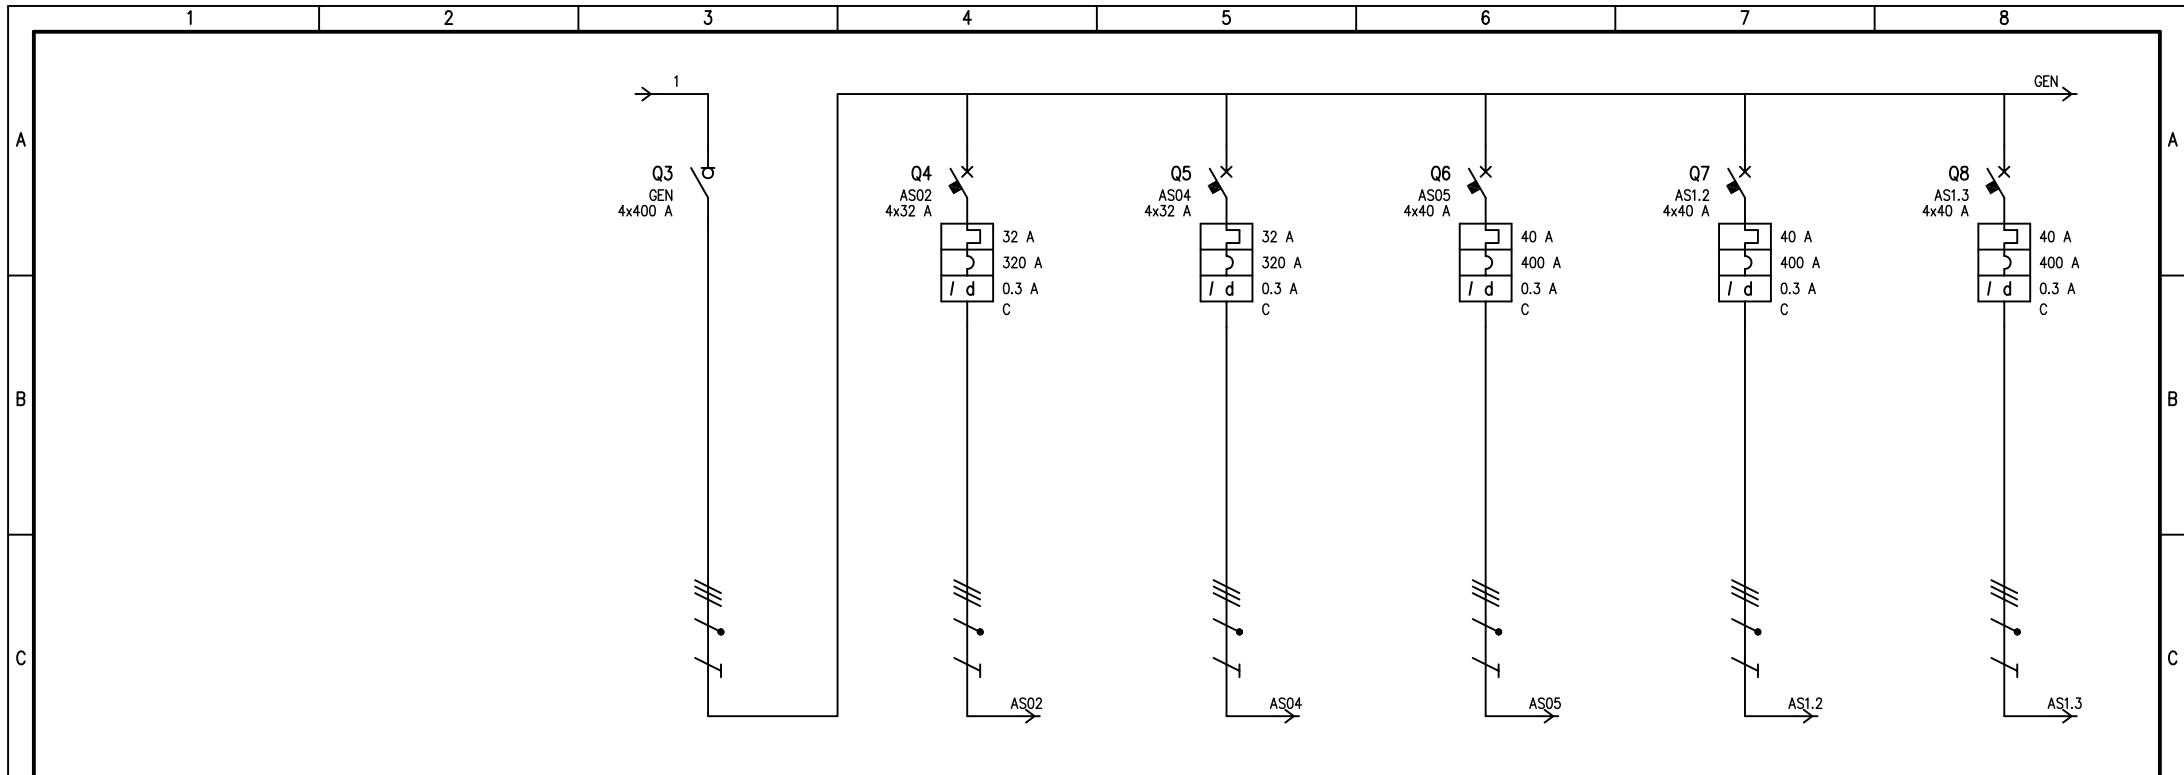 1 2 3 4 5 6 7 8
1 GEN
A A
Q3
GEN
4x400 A
Q4
AS02
4x32 A
32 A
320 A
I d 0.3 A
C
Q5
AS04
4x32 A
32 A
320 A
I d 0.3 A
C
Q6
AS05
4x40 A
40 A
400 A
I d 0.3 A
C
Q7
AS1.2
4x40 A
40 A
400 A
I d 0.3 A
C
Q8
AS1.3
4x40 A
40 A
400 A
I d 0.3 A
C
B B
C C
AS02 AS04 AS05 AS1.2 AS1.3